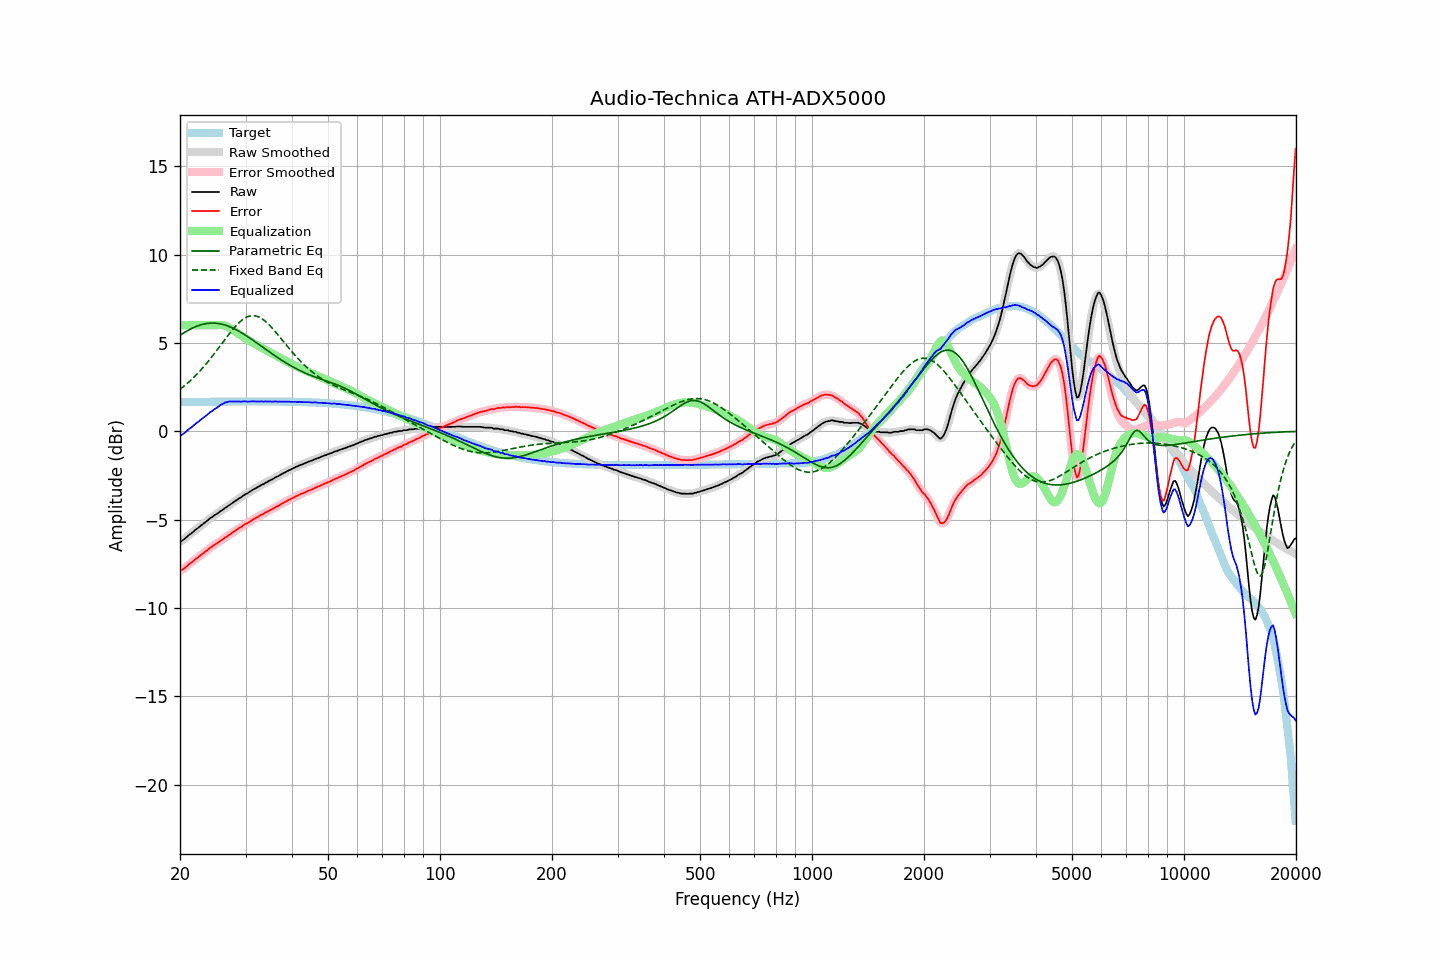 Audio-Technica ATH-ADX5000
Target
Raw Smoothed
Error Smoothed
Raw
Error
Equalization
Parametric Eq
Fixed Band Eq
Equalized
15
10
5
0
−5
−10
−15
−20
Amplitude (dBr)
20
50
100
200
500
1000
2000
5000
10000
20000
Frequency (Hz)